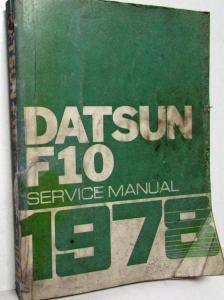 DATSUN
F10
SERVICE MANUAL
1978